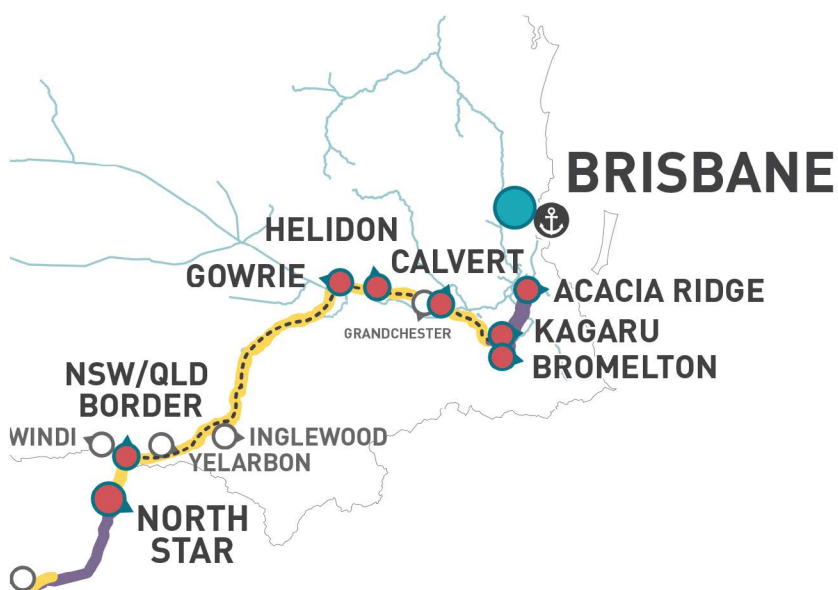 BRISBANE
HELIDON
CALVERT
GOWRIE
ACACIA RIDGE
GRANDCHESTER
KAGARU
BROMELTON
NSW/QLD
BORDER
WINDI
INGLEWOOD
YELARBON
NORTH
STAR